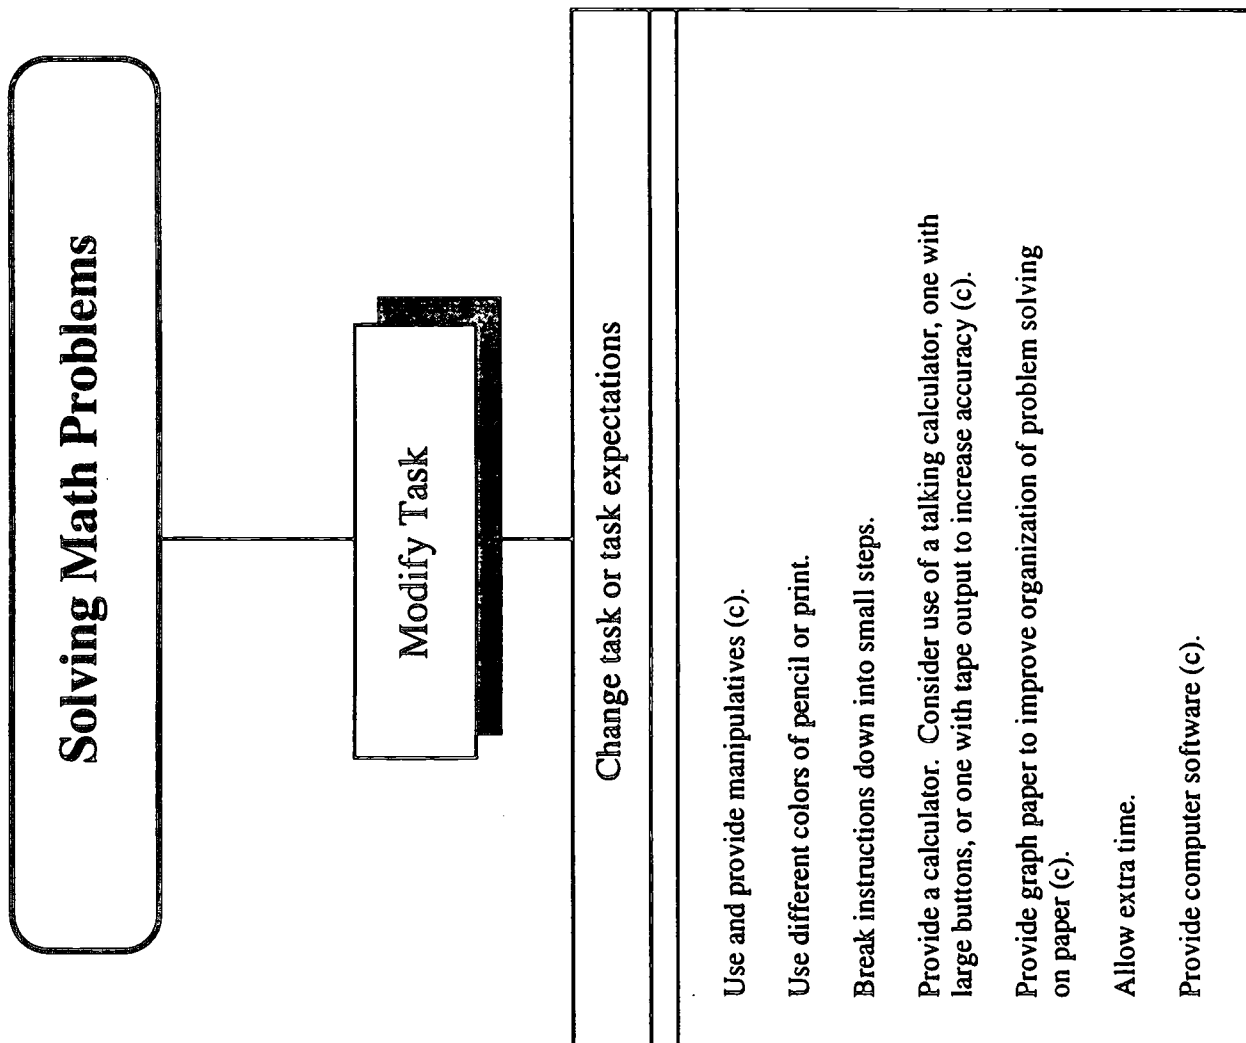 Solving Math Problems
Modify Task
Change task or task expectations
Use and provide manipulatives (c).
Use different colors of pencil or print.
Break instructions down into small steps.
Provide a calculator. Consider use of a talking calculator, one with
large buttons, or one with tape output to increase accuracy (c).
Provide graph paper to improve organization of problem solving
on paper (c).
Allow extra time.
Provide computer software (c).